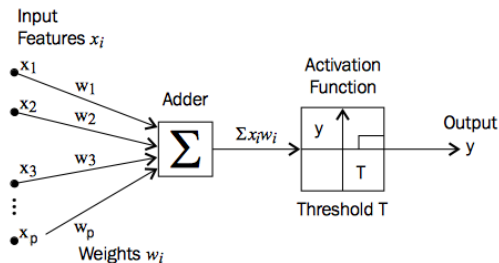 Input
Features xᵢ
x₁
w₁
x₂
w₂
x₃
w₃
⋮
xₚ
wₚ
Weights wᵢ
Adder
Σ
Σxᵢwᵢ
Activation
Function
y
T
Threshold T
Output
y